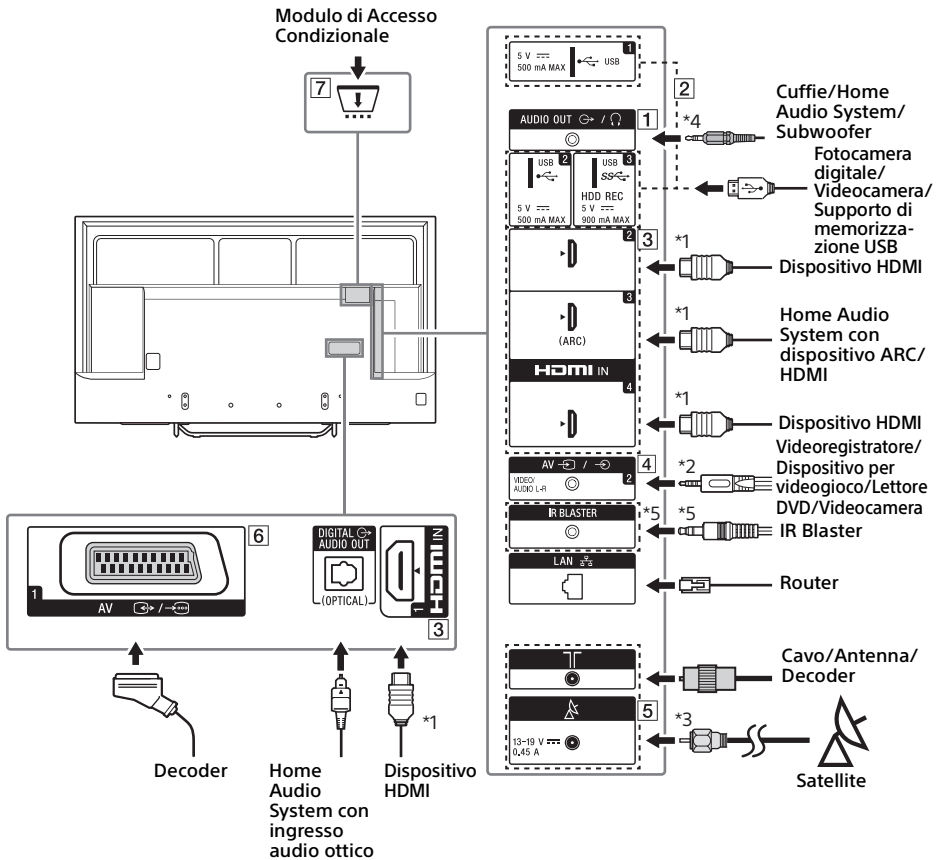 Modulo di Accesso
Condizionale
7
5 V
500 mA MAX
USB
1
2
AUDIO OUT /
1
*4
Cuffie/Home
Audio System/
Subwoofer
USB
2
5 V
500 mA MAX
USB
3
SS
HDD REC
5 V
900 mA MAX
Fotocamera
digitale/
Videocamera/
Supporto di
memorizza-
zione USB
2
3
*1
Dispositivo HDMI
3
(ARC)
*1
Home Audio
System con
dispositivo ARC/
HDMI
HDMI IN
4
*1
Dispositivo HDMI
AV /
VIDEO/
AUDIO L-R
2
4
*2
Videoregistratore/
Dispositivo per
videogioco/Lettore
DVD/Videocamera
IR BLASTER
*5
*5
IR Blaster
LAN
Router
Cavo/Antenna/
Decoder
13-19 V
0.45 A
5
*3
Satellite
6
1
AV /
DIGITAL
AUDIO OUT
(OPTICAL)
HDMI IN
1
3
*1
Decoder
Home
Audio
System con
ingresso
audio ottico
Dispositivo
HDMI